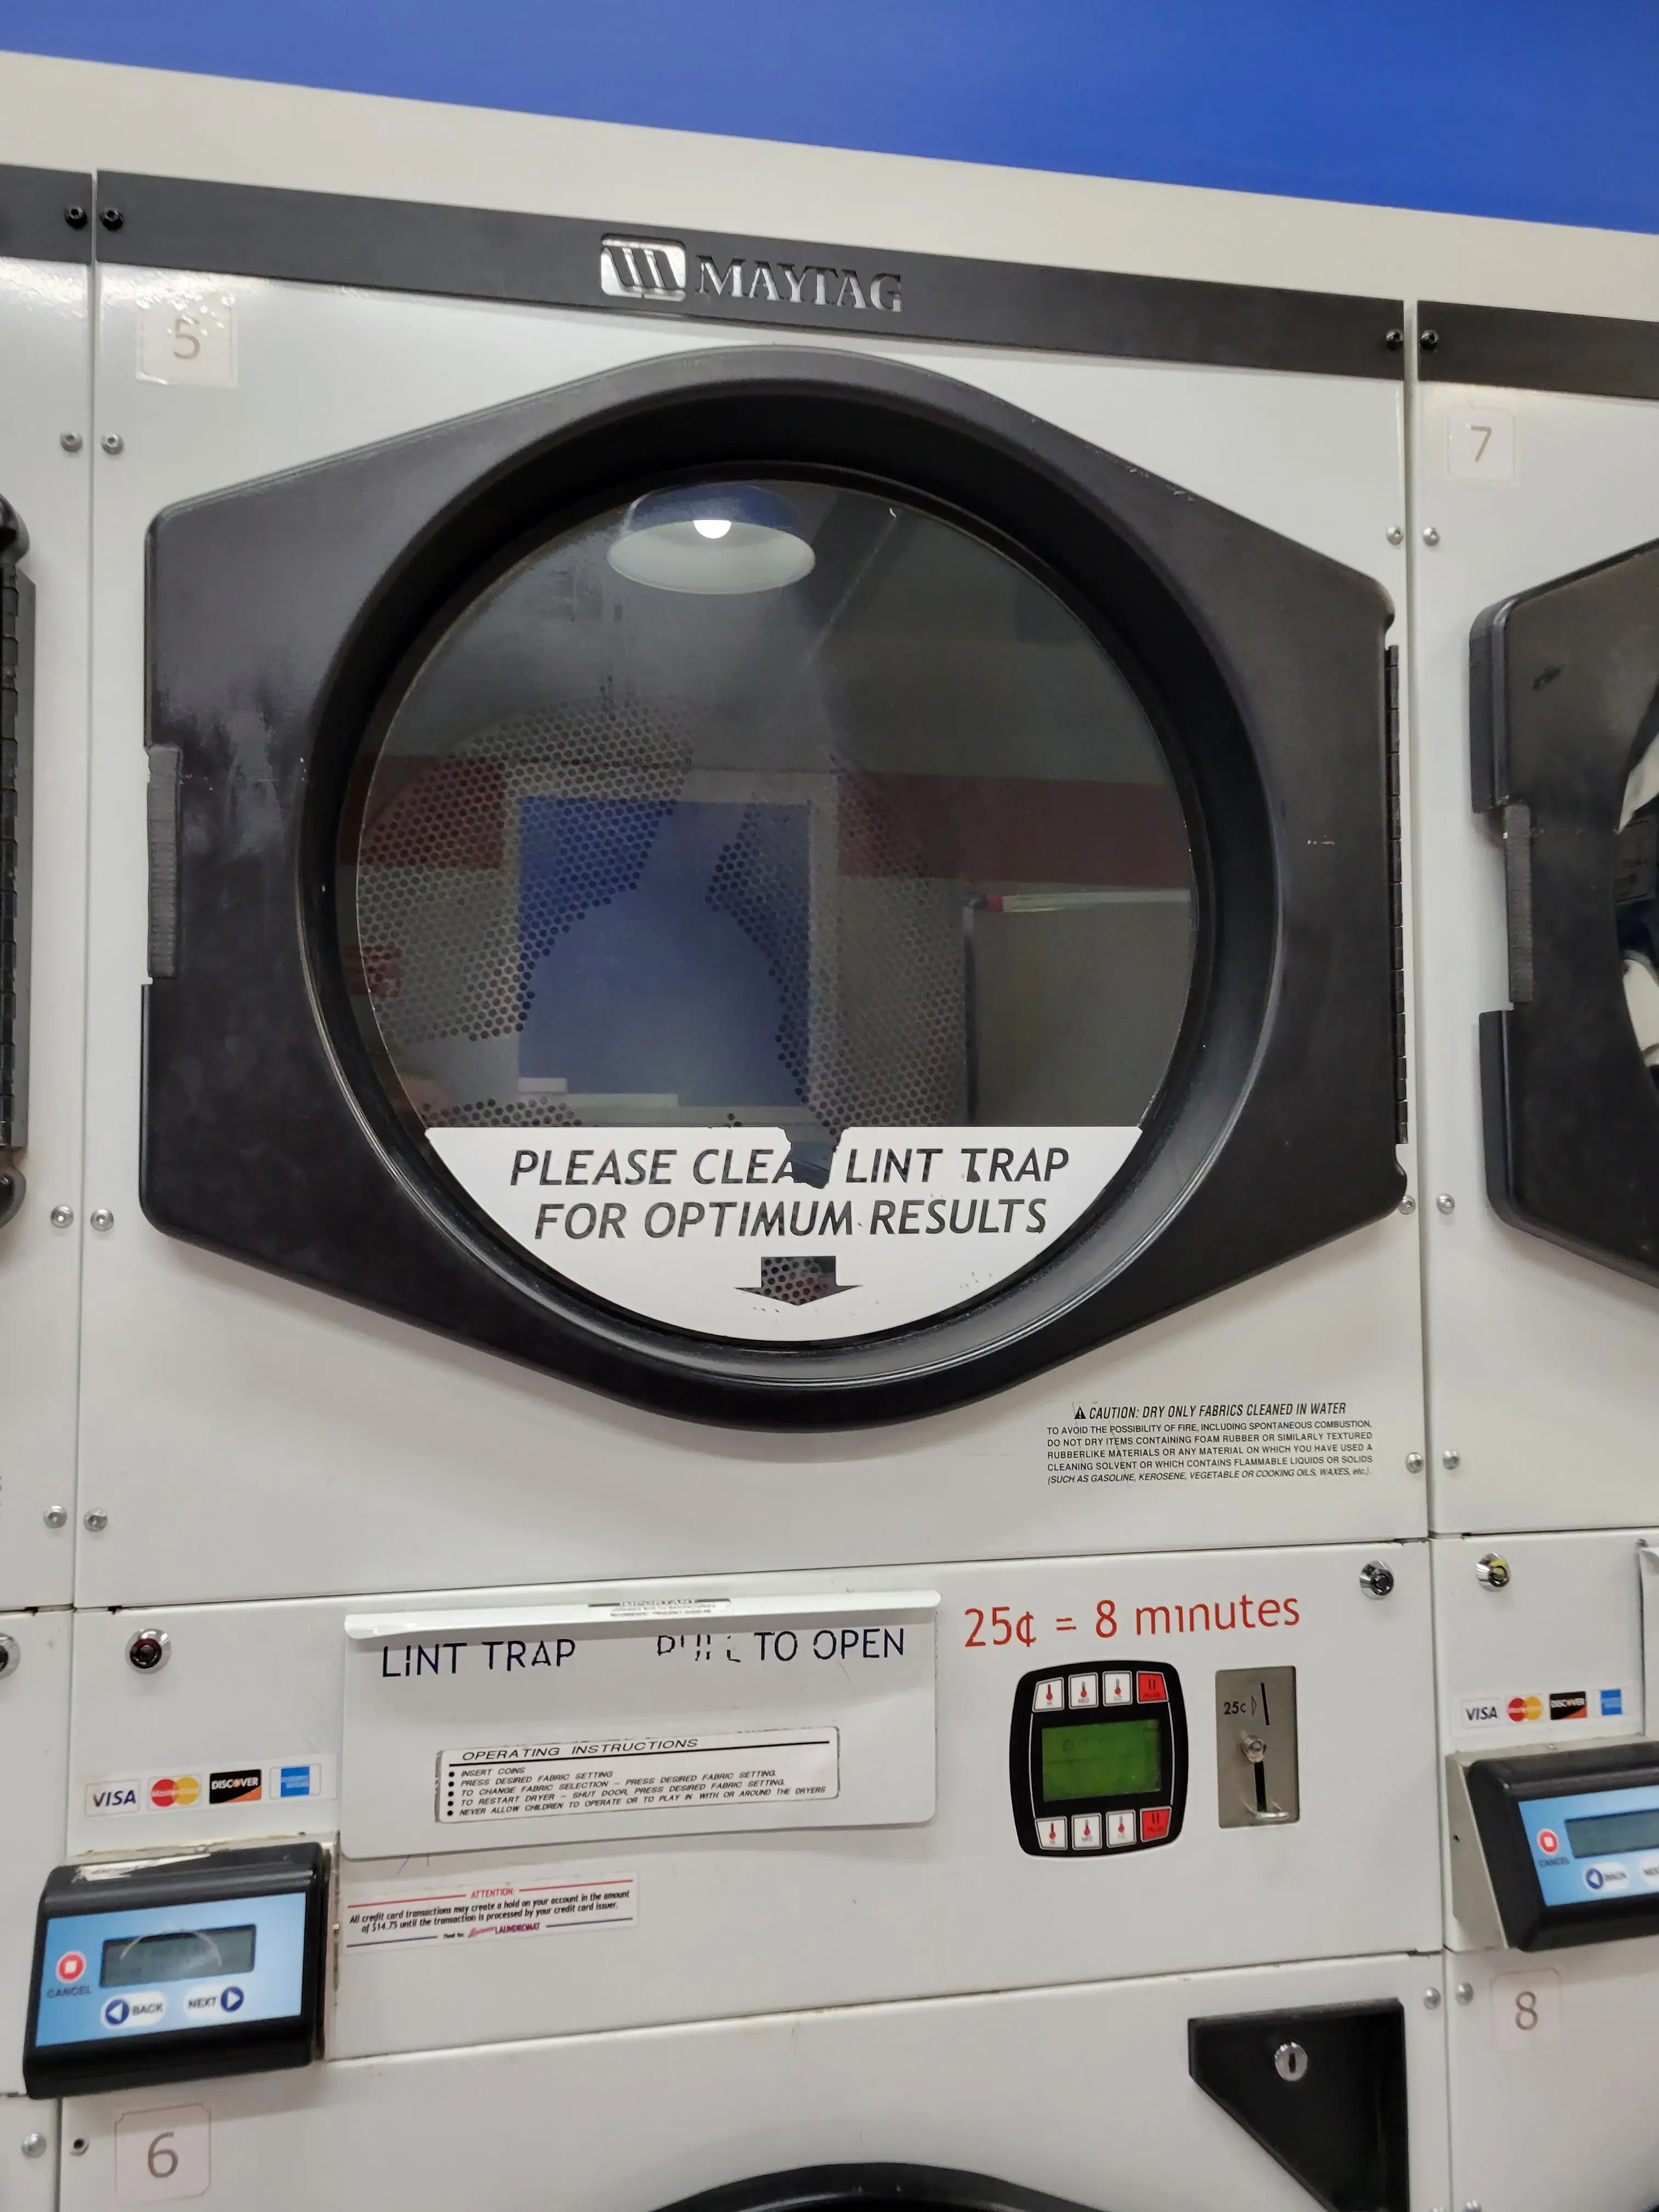 MAYTAG
5
7
PLEASE CLEA LINT TRAP
FOR OPTIMUM RESULTS
CAUTION: DRY ONLY FABRICS CLEANED IN WATER
TO AVOID THE POSSIBILITY OF FIRE, INCLUDING SPONTANEOUS COMBUSTION,
DO NOT DRY ITEMS CONTAINING FOAM RUBBER OR SIMILARLY TEXTURED
RUBBERLIKE MATERIALS OR ANY MATERIAL ON WHICH YOU HAVE USED A
CLEANING SOLVENT OR WHICH CONTAINS FLAMMABLE LIQUIDS OR SOLIDS
(SUCH AS GASOLINE, KEROSENE, VEGETABLE OR COOKING OILS, WAXES, etc.)
IMPORTANT
LINT TRAP PULL TO OPEN
25¢ = 8 minutes
25¢
OPERATING INSTRUCTIONS
• INSERT COINS
• PRESS DESIRED FABRIC SETTING
• TO CHANGE FABRIC SELECTION - PRESS DESIRED FABRIC SETTING.
• TO RESTART DRYER - SHUT DOOR, PRESS DESIRED FABRIC SETTING.
• NEVER ALLOW CHILDREN TO OPERATE OR TO PLAY IN WITH OR AROUND THE DRYERS
VISA MasterCard DISCOVER
VISA MasterCard DISCOVER
ATTENTION:
All credit card transactions may create a hold on your account in the amount
of $14.75 until the transaction is processed by your credit card issuer.
LAUNDROMAT
CANCEL
BACK NEXT
CANCEL
BACK
6
8